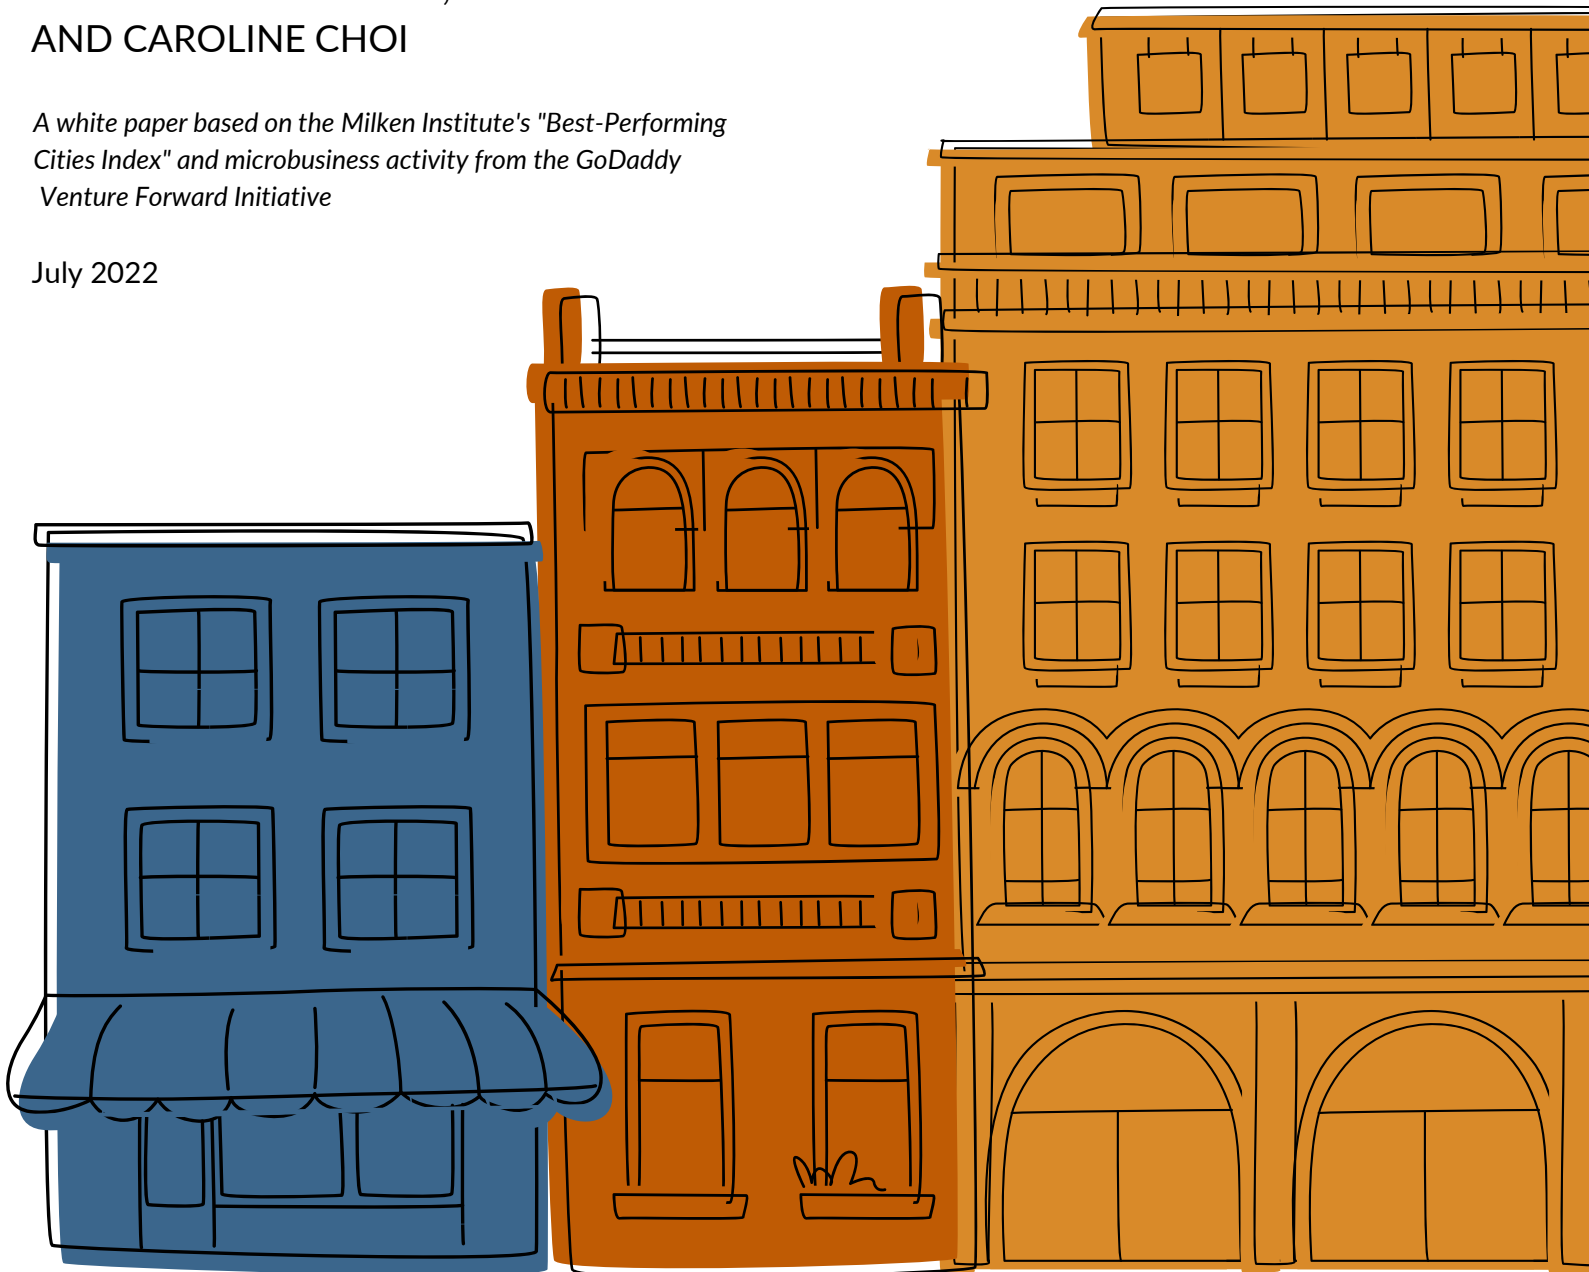 AND CAROLINE CHOI
A white paper based on the Milken Institute's "Best-Performing
Cities Index" and microbusiness activity from the GoDaddy
Venture Forward Initiative
July 2022